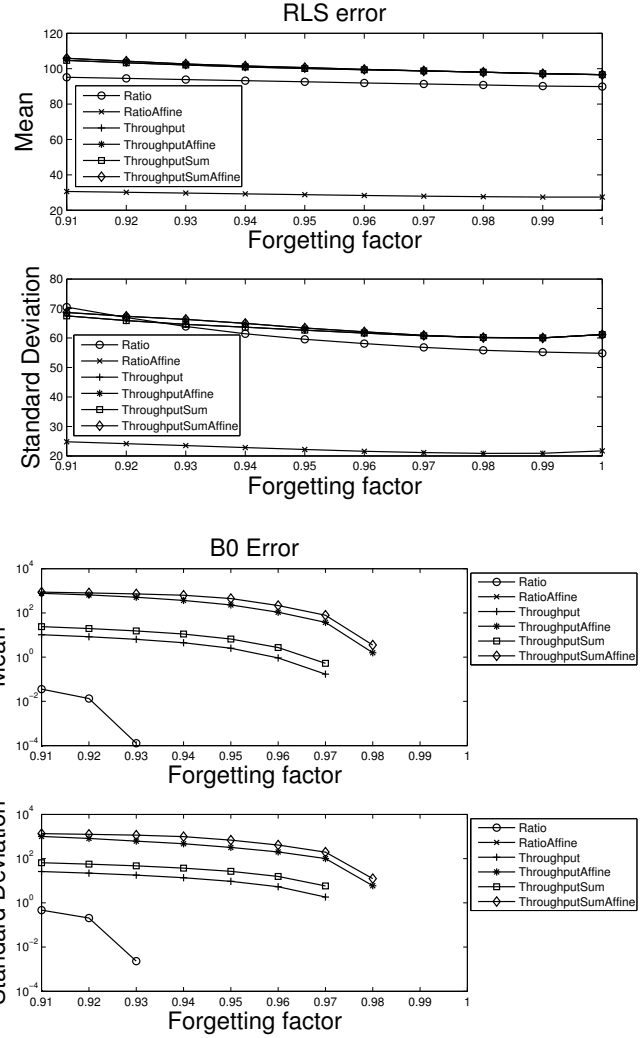 RLS error
120
100
80
60
40
20
Mean
Ratio
RatioAffine
Throughput
ThroughputAffine
ThroughputSum
ThroughputSumAffine
0.91 0.92 0.93 0.94 0.95 0.96 0.97 0.98 0.99 1
Forgetting factor
80
70
60
50
40
30
20
Standard Deviation
Ratio
RatioAffine
Throughput
ThroughputAffine
ThroughputSum
ThroughputSumAffine
0.91 0.92 0.93 0.94 0.95 0.96 0.97 0.98 0.99 1
Forgetting factor
B0 Error
10^4
10^2
10^0
10^-2
10^-4
Mean
Ratio
RatioAffine
Throughput
ThroughputAffine
ThroughputSum
ThroughputSumAffine
0.91 0.92 0.93 0.94 0.95 0.96 0.97 0.98 0.99 1
Forgetting factor
10^4
10^2
10^0
10^-2
10^-4
Standard Deviation
Ratio
RatioAffine
Throughput
ThroughputAffine
ThroughputSum
ThroughputSumAffine
0.91 0.92 0.93 0.94 0.95 0.96 0.97 0.98 0.99 1
Forgetting factor